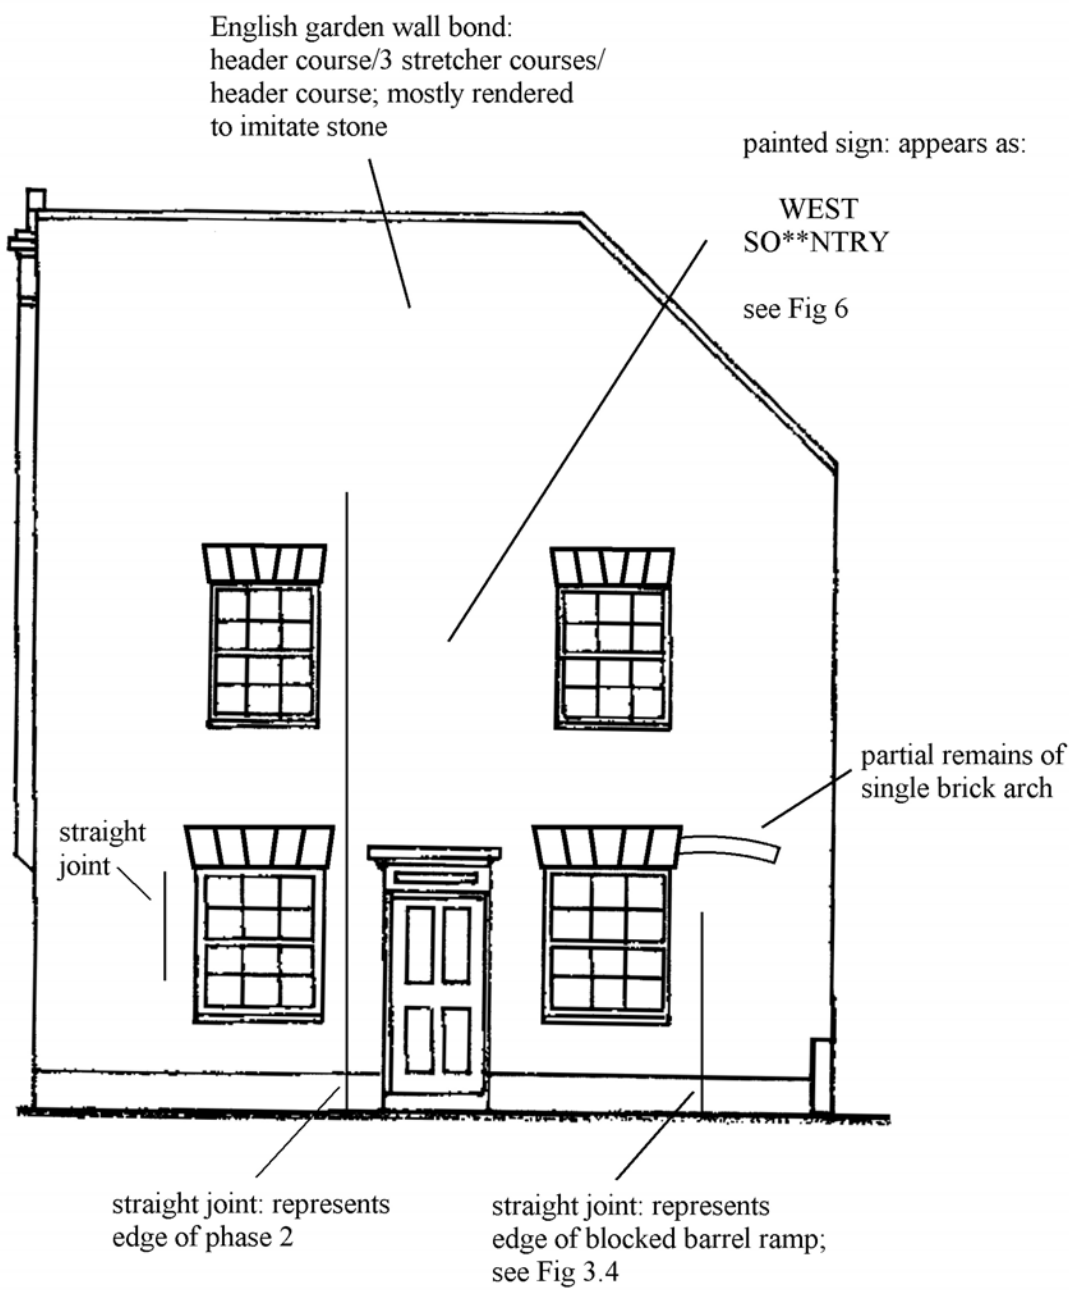 English garden wall bond:
header course/3 stretcher courses/
header course; mostly rendered
to imitate stone
painted sign: appears as:
WEST
SO**NTRY
see Fig 6
partial remains of
single brick arch
straight
joint
straight joint: represents
edge of phase 2
straight joint: represents
edge of blocked barrel ramp;
see Fig 3.4